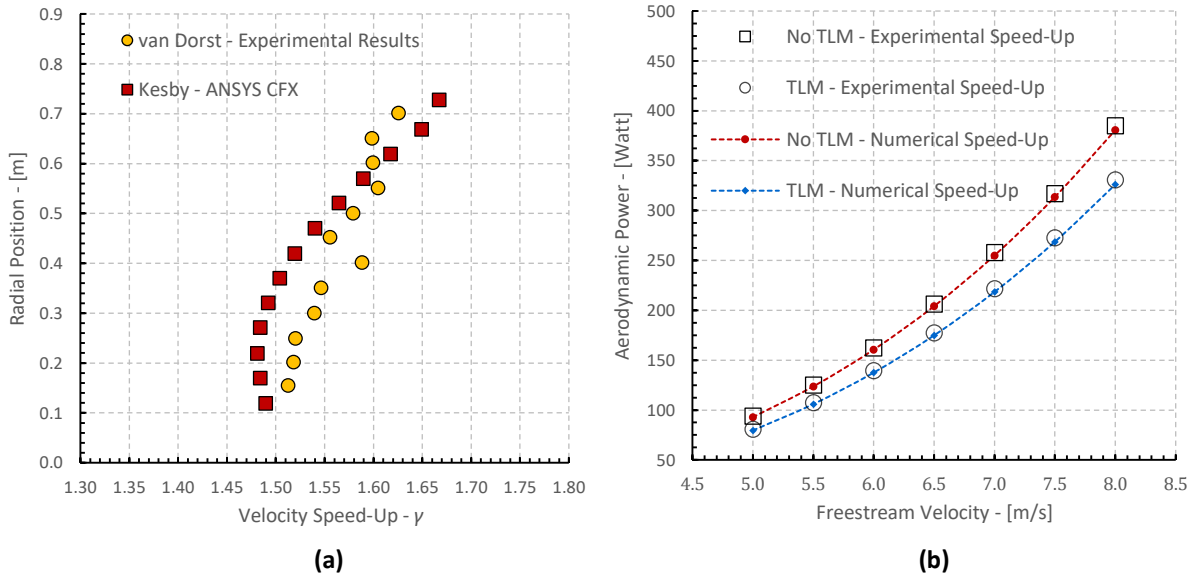 0.9
0.8
0.7
0.6
0.5
0.4
0.3
0.2
0.1
0.0
Radial Position - [m]
van Dorst - Experimental Results
Kesby - ANSYS CFX
1.30 1.40 1.50 1.55 1.60 1.65 1.70 1.75 1.80
Velocity Speed-Up - γ
(a)
500
450
400
350
300
250
200
150
100
50
Aerodynamic Power - [Watt]
No TLM - Experimental Speed-Up
TLM - Experimental Speed-Up
No TLM - Numerical Speed-Up
TLM - Numerical Speed-Up
4.5 5.0 5.5 6.0 6.5 7.0 7.5 8.0 8.5
Freestream Velocity - [m/s]
(b)